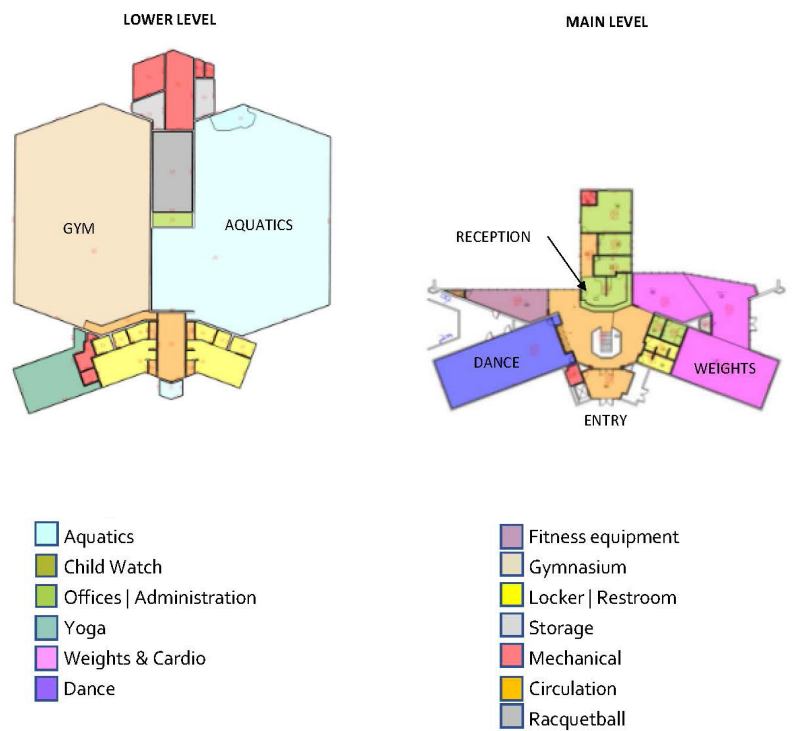 LOWER LEVEL
MAIN LEVEL
GYM
AQUATICS
RECEPTION
DANCE
WEIGHTS
ENTRY
Aquatics
Child Watch
Offices | Administration
Yoga
Weights & Cardio
Dance
Fitness equipment
Gymnasium
Locker | Restroom
Storage
Mechanical
Circulation
Racquetball